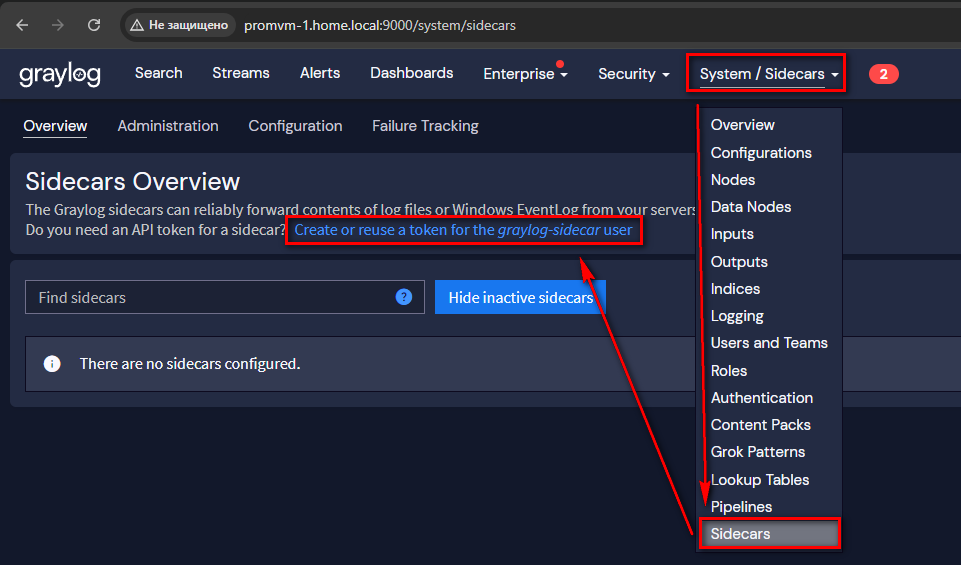 Не защищено promvm-1.home.local:9000/system/sidecars
graylog Search Streams Alerts Dashboards Enterprise Security System / Sidecars 2
Overview Administration Configuration Failure Tracking
Sidecars Overview
The Graylog sidecars can reliably forward contents of log files or Windows EventLog from your servers
Do you need an API token for a sidecar? Create or reuse a token for the graylog-sidecar user
Find sidecars ? Hide inactive sidecars
There are no sidecars configured.
Overview
Configurations
Nodes
Data Nodes
Inputs
Outputs
Indices
Logging
Users and Teams
Roles
Authentication
Content Packs
Grok Patterns
Lookup Tables
Pipelines
Sidecars